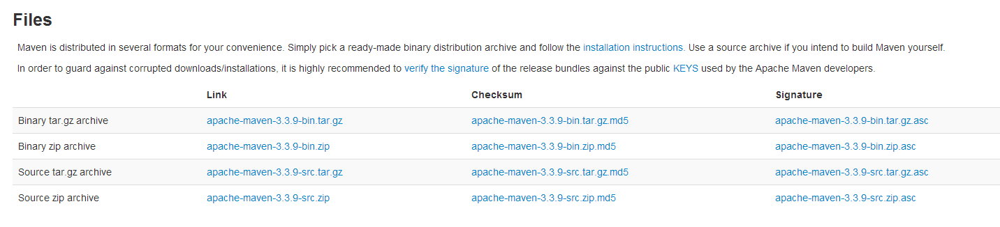 Files
Maven is distributed in several formats for your convenience. Simply pick a ready-made binary distribution archive and follow the installation instructions. Use a source archive if you intend to build Maven yourself.
In order to guard against corrupted downloads/installations, it is highly recommended to verify the signature of the release bundles against the public KEYS used by the Apache Maven developers.
Link Checksum Signature
Binary tar.gz archive apache-maven-3.3.9-bin.tar.gz apache-maven-3.3.9-bin.tar.gz.md5 apache-maven-3.3.9-bin.tar.gz.asc
Binary zip archive apache-maven-3.3.9-bin.zip apache-maven-3.3.9-bin.zip.md5 apache-maven-3.3.9-bin.zip.asc
Source tar.gz archive apache-maven-3.3.9-src.tar.gz apache-maven-3.3.9-src.tar.gz.md5 apache-maven-3.3.9-src.tar.gz.asc
Source zip archive apache-maven-3.3.9-src.zip apache-maven-3.3.9-src.zip.md5 apache-maven-3.3.9-src.zip.asc